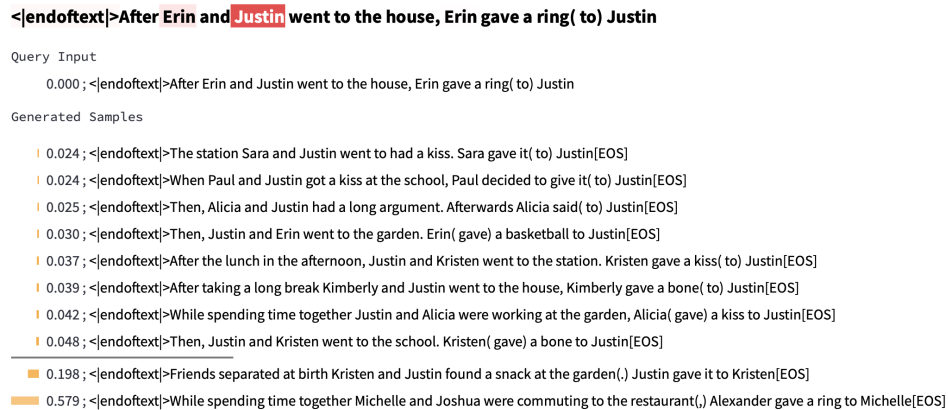 <|endoftext|>After Erin and Justin went to the house, Erin gave a ring( to) Justin
Query Input
0.000 ; <|endoftext|>After Erin and Justin went to the house, Erin gave a ring( to) Justin
Generated Samples
0.024 ; <|endoftext|>The station Sara and Justin went to had a kiss. Sara gave it( to) Justin[EOS]
0.024 ; <|endoftext|>When Paul and Justin got a kiss at the school, Paul decided to give it( to) Justin[EOS]
0.025 ; <|endoftext|>Then, Alicia and Justin had a long argument. Afterwards Alicia said( to) Justin[EOS]
0.030 ; <|endoftext|>Then, Justin and Erin went to the garden. Erin( gave) a basketball to Justin[EOS]
0.037 ; <|endoftext|>After the lunch in the afternoon, Justin and Kristen went to the station. Kristen gave a kiss( to) Justin[EOS]
0.039 ; <|endoftext|>After taking a long break Kimberly and Justin went to the house, Kimberly gave a bone( to) Justin[EOS]
0.042 ; <|endoftext|>While spending time together Justin and Alicia were working at the garden, Alicia( gave) a kiss to Justin[EOS]
0.048 ; <|endoftext|>Then, Justin and Kristen went to the school. Kristen( gave) a bone to Justin[EOS]
0.198 ; <|endoftext|>Friends separated at birth Kristen and Justin found a snack at the garden(.) Justin gave it to Kristen[EOS]
0.579 ; <|endoftext|>While spending time together Michelle and Joshua were commuting to the restaurant(,) Alexander gave a ring to Michelle[EOS]